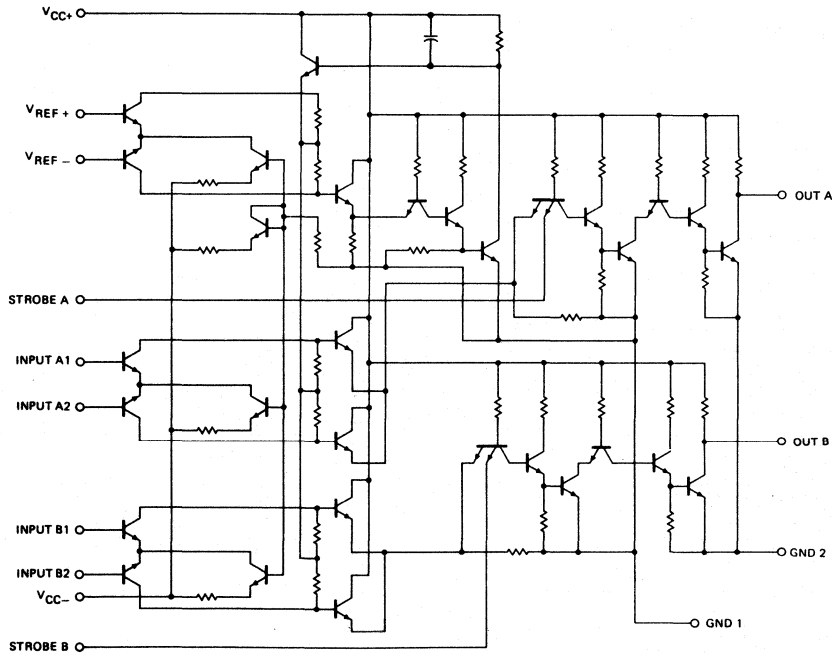 VCC+
VREF+
VREF−
OUT A
STROBE A
INPUT A1
INPUT A2
OUT B
INPUT B1
GND 2
INPUT B2
VCC−
GND 1
STROBE B